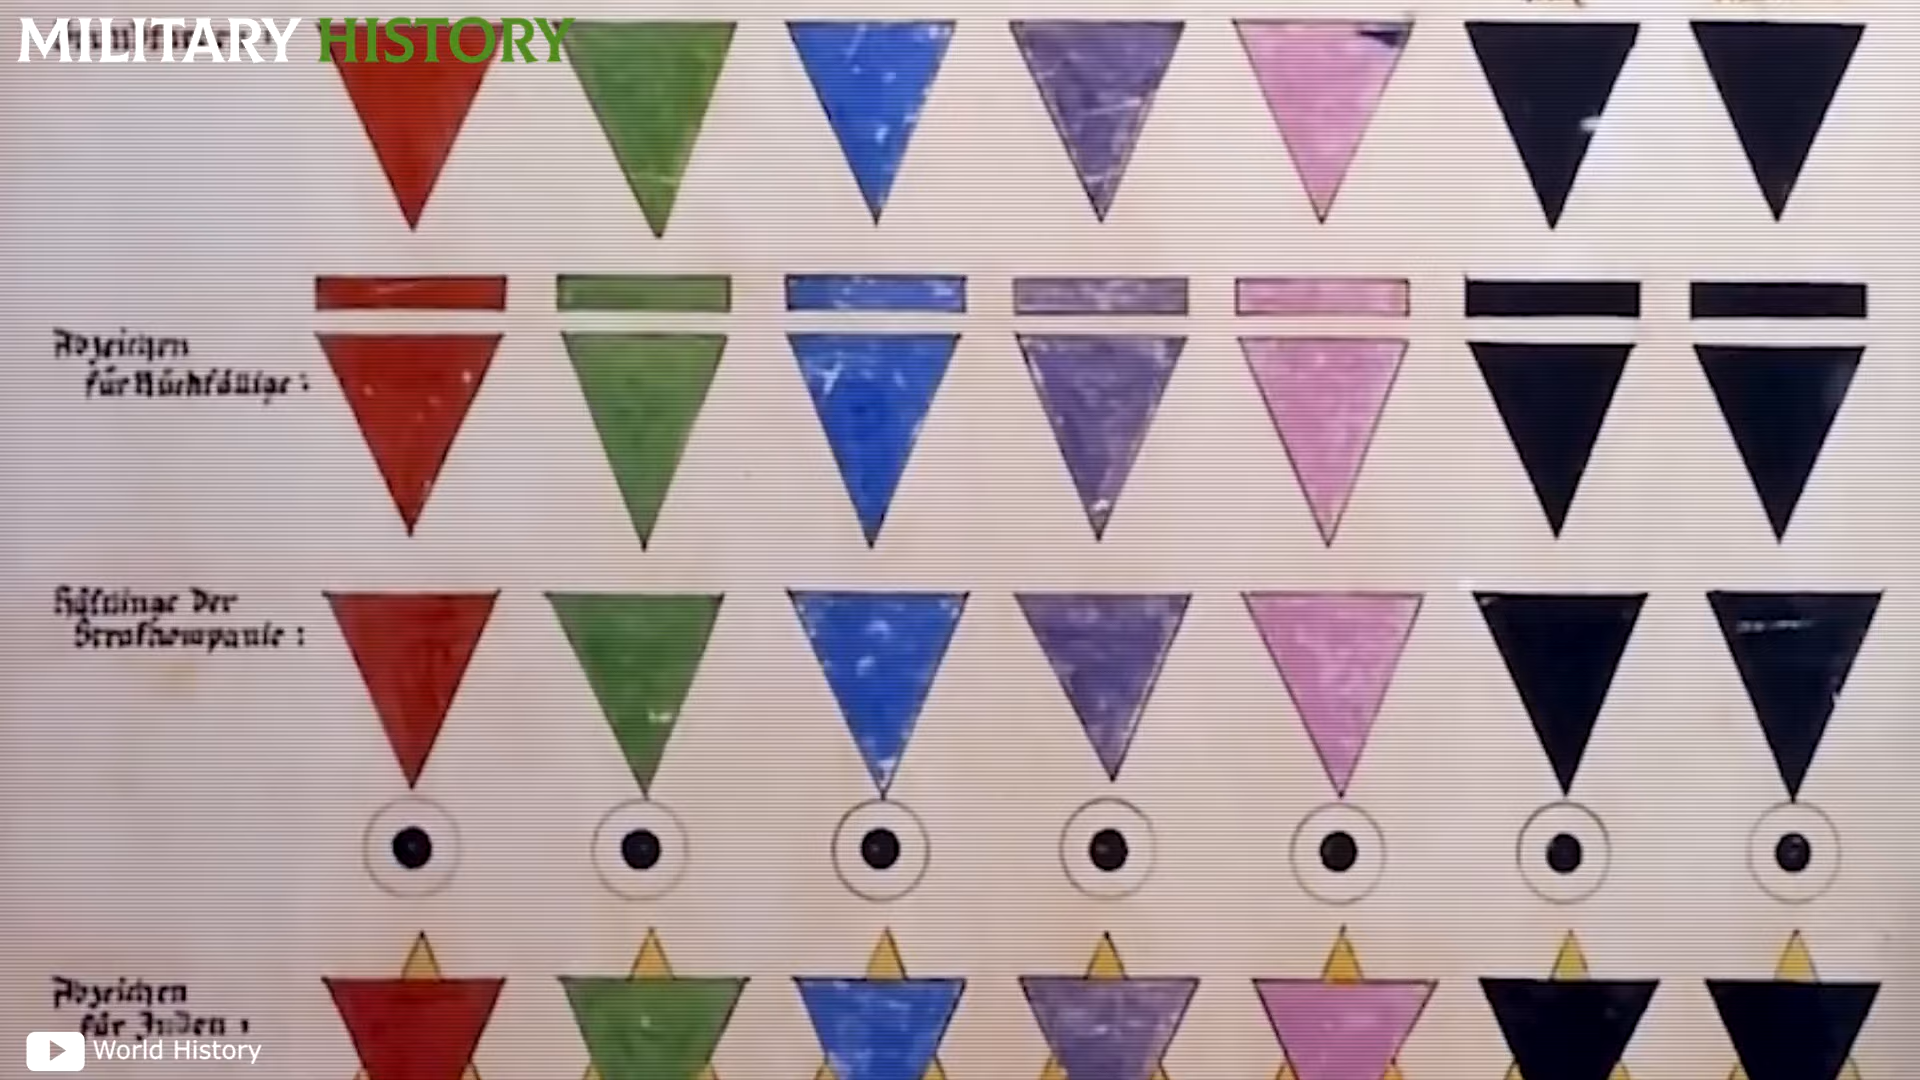 MILITARY HISTORY
Abzeichen
für Rückfällige :
Häftlinge der
Strafkompanie :
Abzeichen
für Juden :
World History